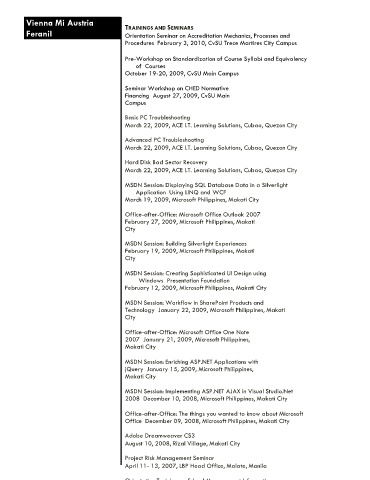 Vienna Mi Austria
Feranil
TRAININGS AND SEMINARS
Orientation Seminar on Accreditation Mechanics, Processes and
Procedures February 3, 2010, CvSU Trece Martires City Campus
Pre-Workshop on Standardization of Course Syllabi and Equivalency
of Courses
October 19-20, 2009, CvSU Main Campus
Seminar Workshop on CHED Normative
Financing August 27, 2009, CvSU Main
Campus
Basic PC Troubleshooting
March 22, 2009, ACE I.T. Learning Solutions, Cubao, Quezon City
Advanced PC Troubleshooting
March 22, 2009, ACE I.T. Learning Solutions, Cubao, Quezon City
Hard Disk Bad Sector Recovery
March 22, 2009, ACE I.T. Learning Solutions, Cubao, Quezon City
MSDN Session: Displaying SQL Database Data in a Silverlight
Application Using LINQ and WCF
March 19, 2009, Microsoft Philippines, Makati City
Office-after-Office: Microsoft Office Outlook 2007
February 27, 2009, Microsoft Philippines, Makati
City
MSDN Session: Building Silverlight Experiences
February 19, 2009, Microsoft Philippines, Makati
City
MSDN Session: Creating Sophisticated UI Design using
Windows Presentation Foundation
February 12, 2009, Microsoft Philippines, Makati City
MSDN Session: Workflow in SharePoint Products and
Technology January 22, 2009, Microsoft Philippines, Makati
City
Office-after-Office: Microsoft Office One Note
2007 January 21, 2009, Microsoft Philippines,
Makati City
MSDN Session: Enriching ASP.NET Applications with
jQuery January 15, 2009, Microsoft Philippines,
Makati City
MSDN Session: Implementing ASP.NET AJAX in Visual Studio.Net
2008 December 10, 2008, Microsoft Philippines, Makati City
Office-after-Office: The things you wanted to know about Microsoft
Office December 09, 2008, Microsoft Philippines, Makati City
Adobe Dreamweaver CS3
August 10, 2008, Rizal Village, Makati City
Project Risk Management Seminar
April 11- 13, 2007, LBP Head Office, Malate, Manila